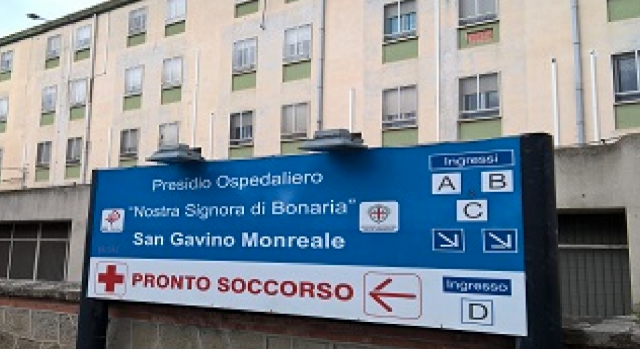 Presidio Ospedaliero
"Nostra Signora di Bonaria"
San Gavino Monreale
Ingressi
A B
C
PRONTO SOCCORSO
Ingresso
D